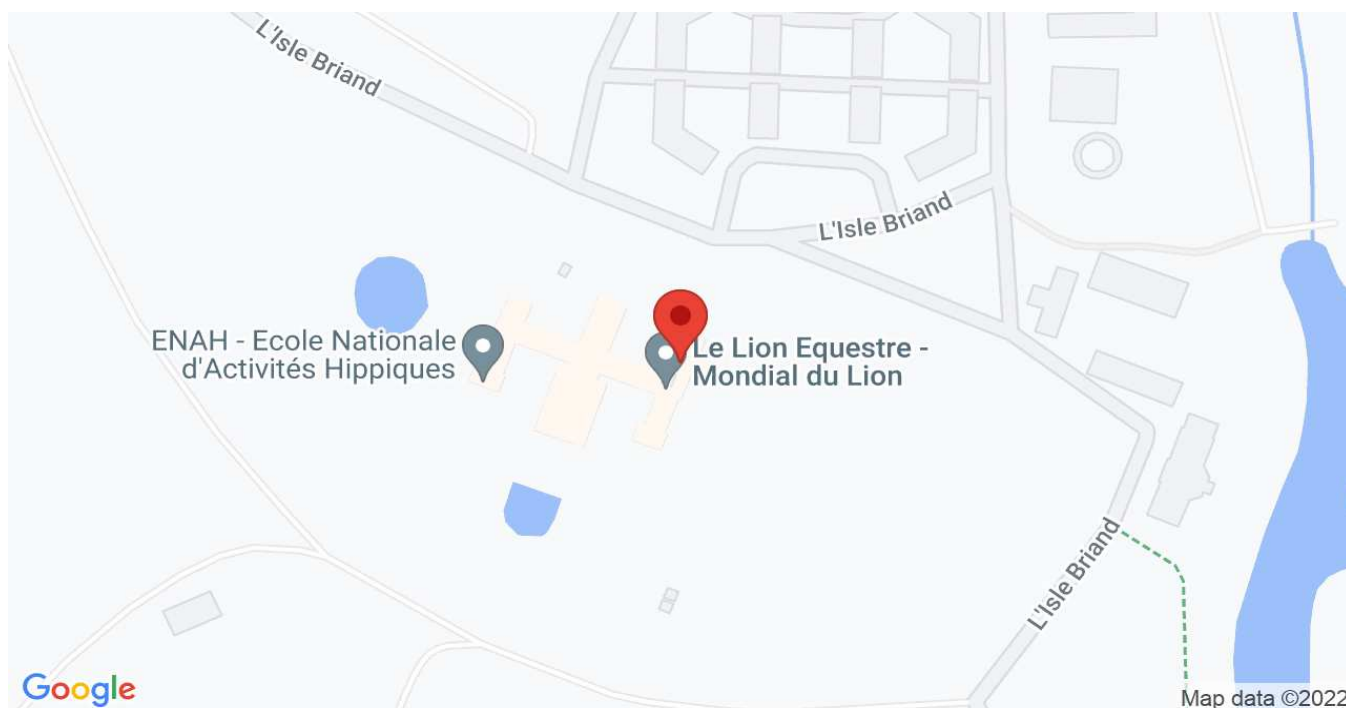 L'Isle Briand
L'Isle Briand
ENAH - Ecole Nationale
d'Activités Hippiques
Le Lion Equestre -
Mondial du Lion
L'Isle Briand
Google
Map data ©2022